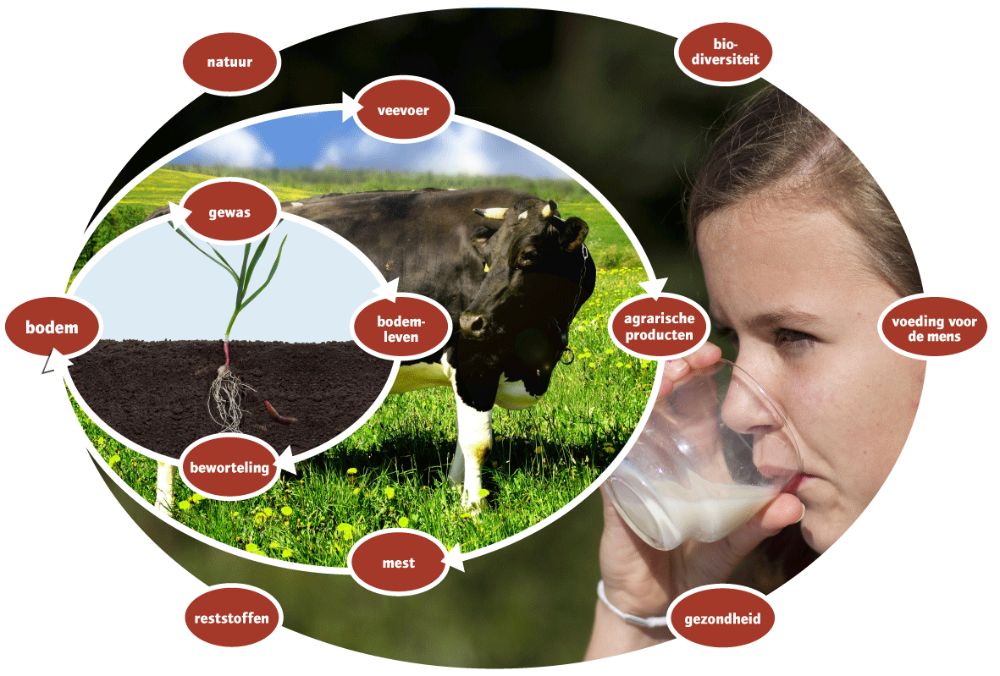 natuur
bio-
diversiteit
veevoer
gewas
bodem
bodem-
leven
agrarische
producten
voeding voor
de mens
beworteling
mest
reststoffen
gezondheid